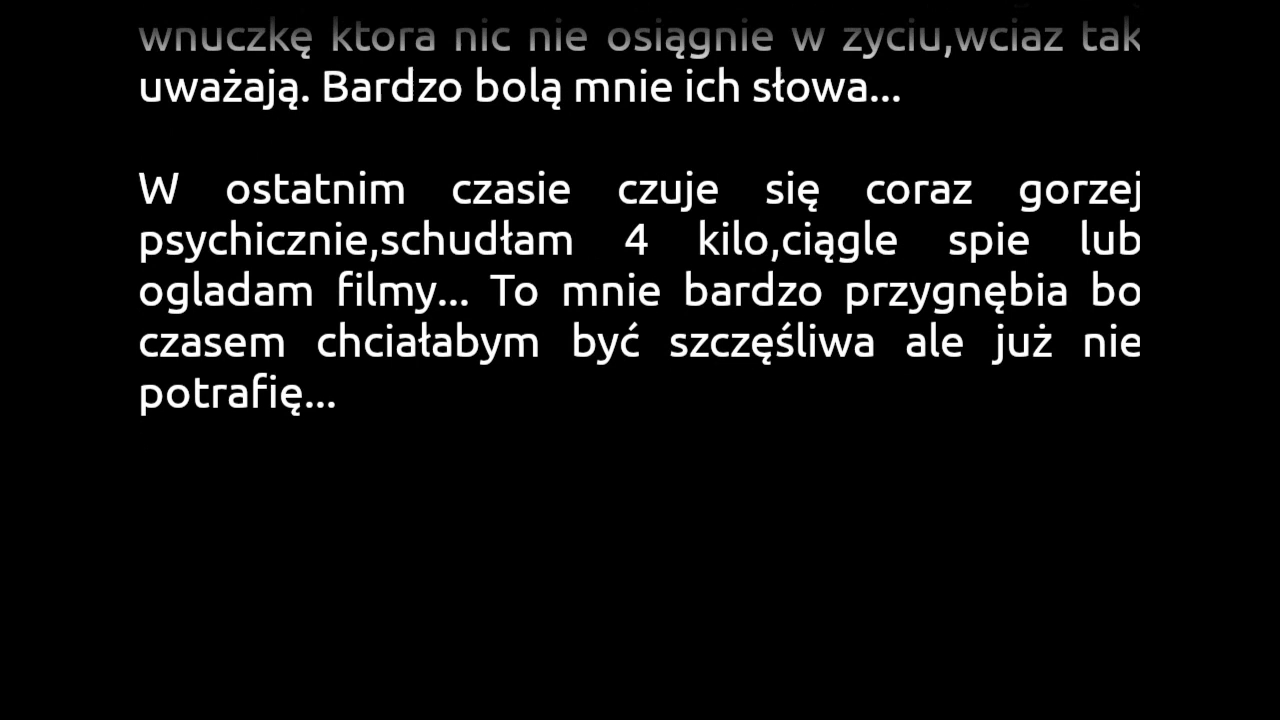 wnuczkę ktora nic nie osiągnie w zyciu,wciaz tak
uważają. Bardzo bolą mnie ich słowa...
W ostatnim czasie czuje się coraz gorzej
psychicznie,schudłam 4 kilo,ciągle spie lub
ogladam filmy... To mnie bardzo przygnębia bo
czasem chciałabym być szczęśliwa ale już nie
potrafię...